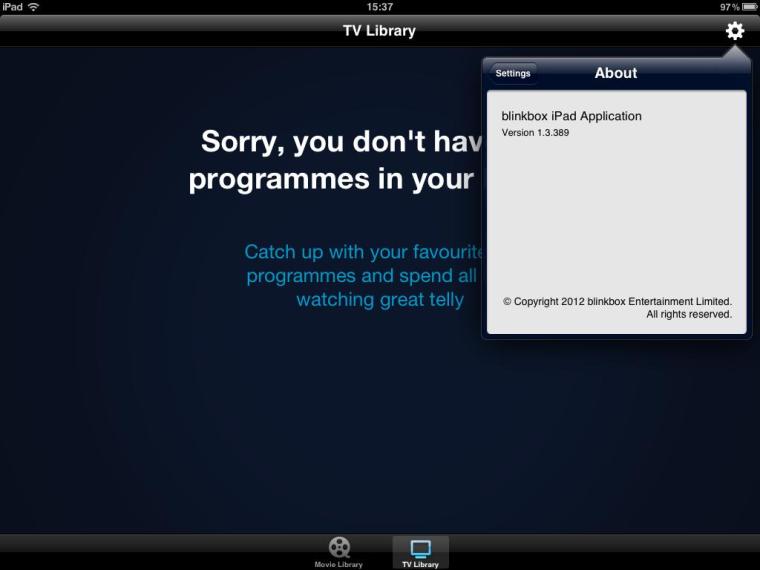 iPad 15:37 97%
TV Library
Settings About
blinkbox iPad Application
Version 1.3.389
Sorry, you don't hav
programmes in your
Catch up with your favourite
programmes and spend all
watching great telly
© Copyright 2012 blinkbox Entertainment Limited.
All rights reserved.
Movie Library TV Library